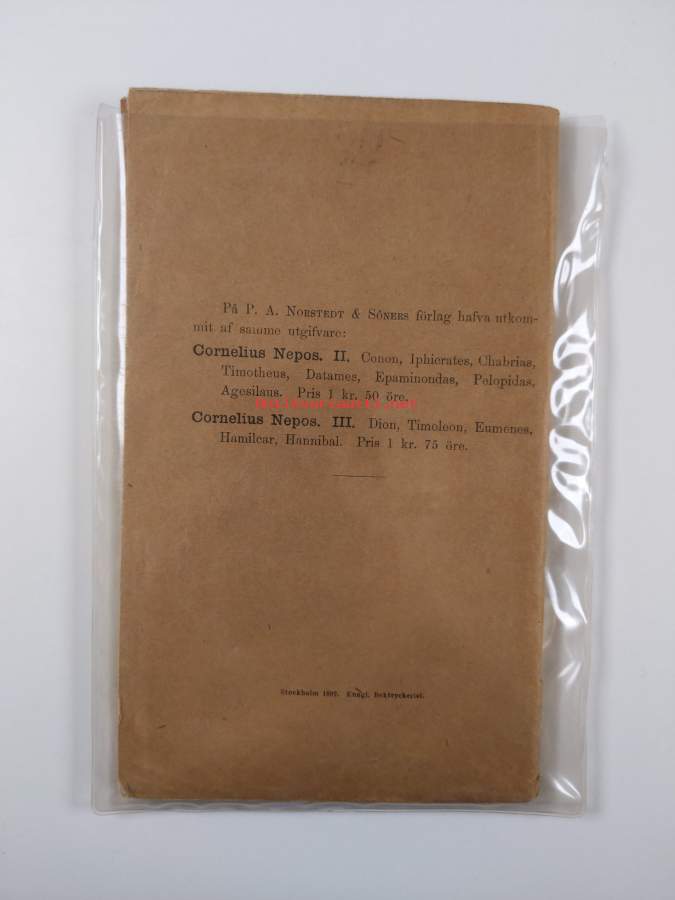 På P. A. Norstedt & Söners förlag hafva utkom-
mit af samme utgifvare:
Cornelius Nepos. II. Conon, Iphicrates, Chabrias,
Timotheus, Datames, Epaminondas, Pelopidas,
Agesilaus. Pris 1 kr. 50 öre.
Cornelius Nepos. III. Dion, Timoleon, Eumenes,
Hamilcar, Hannibal. Pris 1 kr. 75 öre.
Stockholm Kungl. Boktryckeriet.